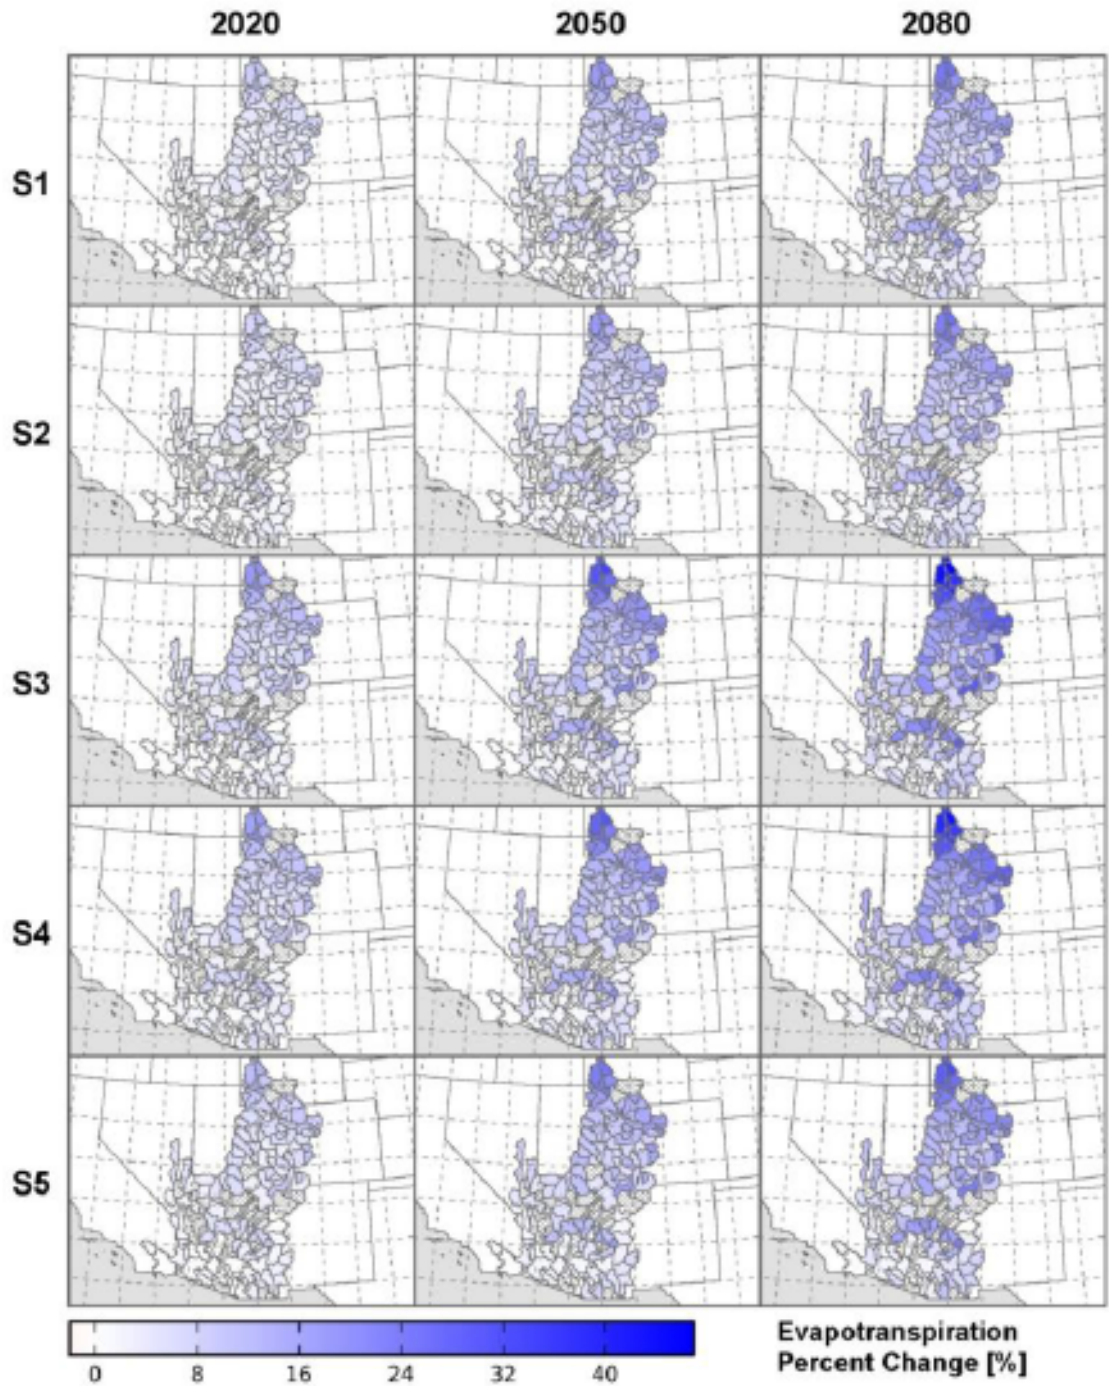 2020 2050 2080
S1
S2
S3
S4
S5
0 8 16 24 32 40
Evapotranspiration
Percent Change [%]